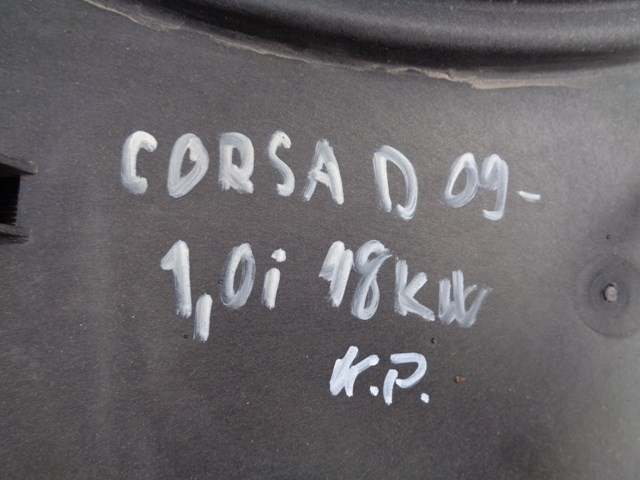 CORSA D 09-
1,0i 48kW
K.P.